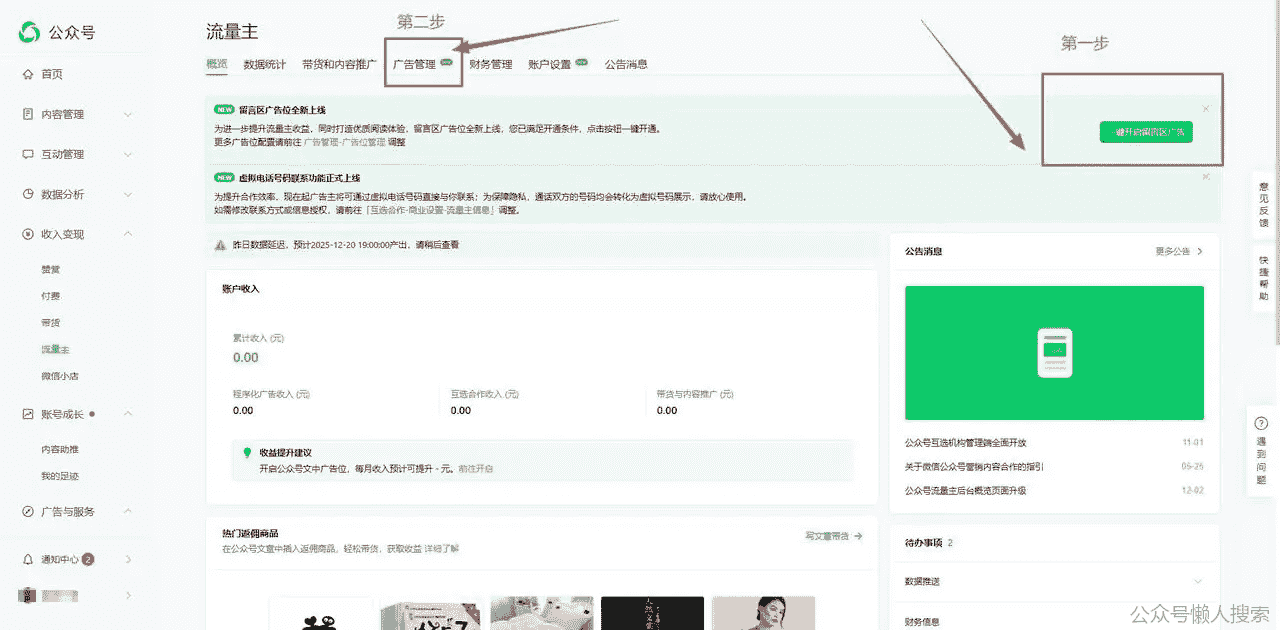 公众号
首页
内容管理
互动管理
数据分析
收入变现
赞赏
付费
带货
流量主
微信小店
账号成长
内容助推
我的足迹
广告与服务
通知中心 2
流量主
第二步
第一步
概览 数据统计 带货和内容推广 广告管理 财务管理 账户设置 公告消息
NEW 留言区广告位全新上线
为进一步提升流量主收益，同时打造优质阅读体验，留言区广告位全新上线，您已满足开通条件，点击按钮一键开通。
更多广告位配置请前往 广告管理-广告位管理 调整
一键开启留言区广告
NEW 虚拟电话号码联系功能正式上线
为提升合作效率，现在起广告主将可通过虚拟电话号码直接与你联系；为保障隐私，通话双方的号码均会转化为虚拟号码展示，请放心使用。
如需修改联系方式或信息授权，请前往「互选合作-商业设置-流量主信息」调整。
昨日数据延迟，预计2025-12-20 19:00:00产出，请稍后查看
账户收入
累计收入 (元)
0.00
程序化广告收入 (元) 互选合作收入 (元) 带货与内容推广 (元)
0.00 0.00 0.00
收益提升建议
开启公众号文中广告位，每月收入预计可提升 - 元。前往开启
热门返佣商品
写文章带货
在公众号文章中插入返佣商品，轻松带货，获取收益 详细了解
公告消息 更多公告
公众号互选机构管理端全面开放 11-01
关于微信公众号营销内容合作的指引 05-25
公众号流量主后台概览页面升级 12-02
待办事项 2
数据推送
财务信息
意见反馈
快捷帮助
遇到问题
公众号懒人搜索